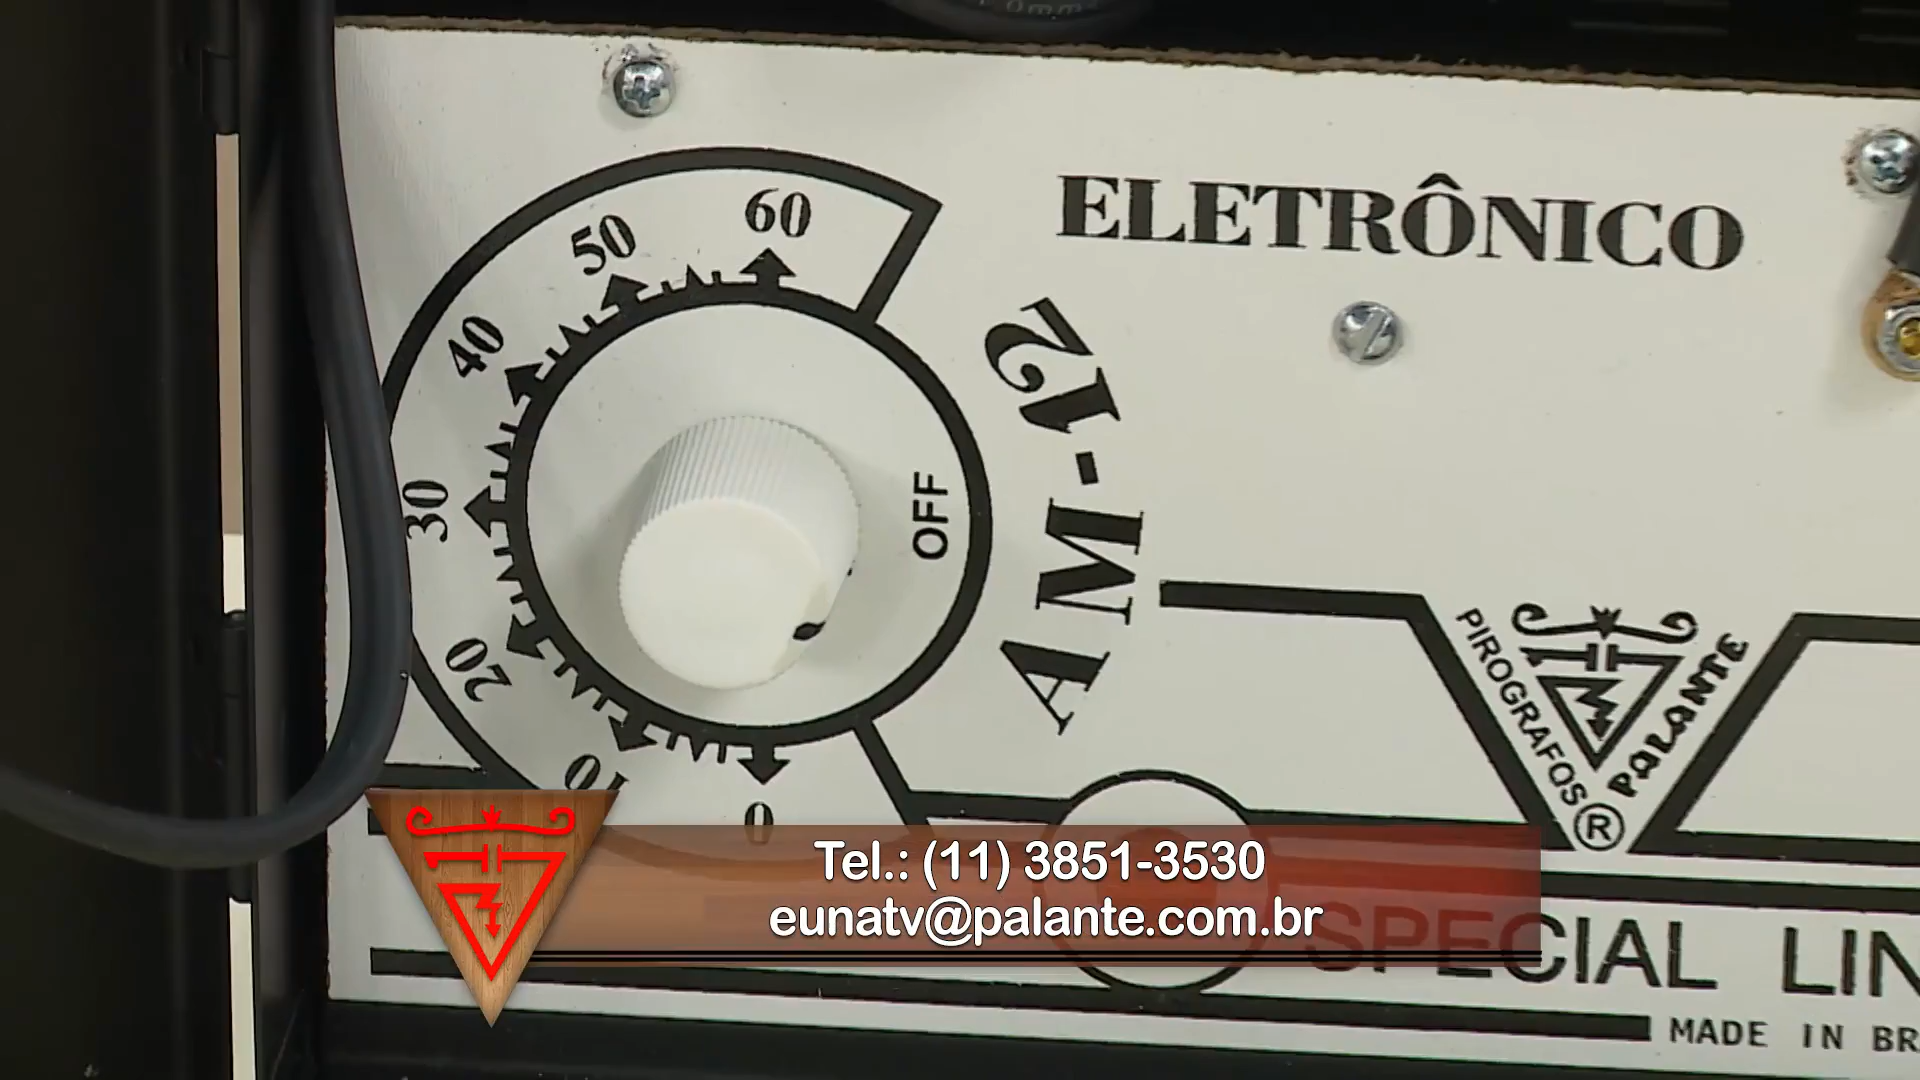 ELETRÔNICO
60
50
40
30
20
10
0
OFF
AM-12
PIROGRAFOS
PALANTE
®
Tel.: (11) 3851-3530
eunatv@palante.com.br
SPECIAL LIN
MADE IN BR